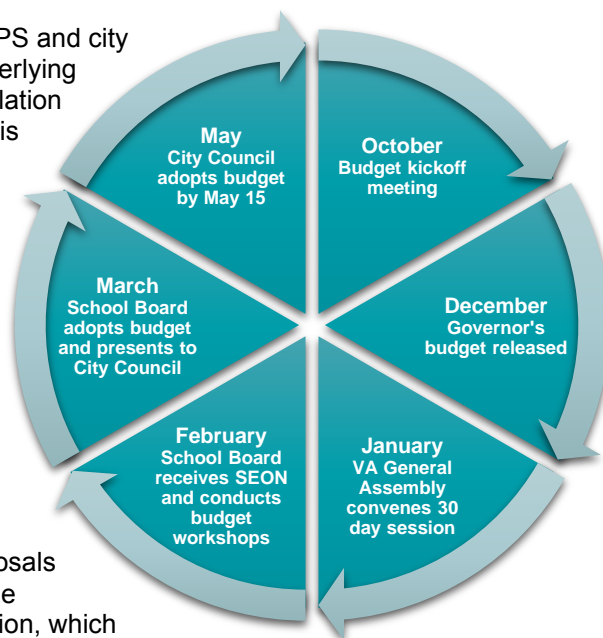 PS and city
erlying
lation
is
May
City Council
adopts budget
by May 15
October
Budget kickoff
meeting
March
School Board
adopts budget
and presents to
City Council
December
Governor's
budget released
February
School Board
receives SEON
and conducts
budget
workshops
January
VA General
Assembly
convenes 30
day session
osals
e
ion, which